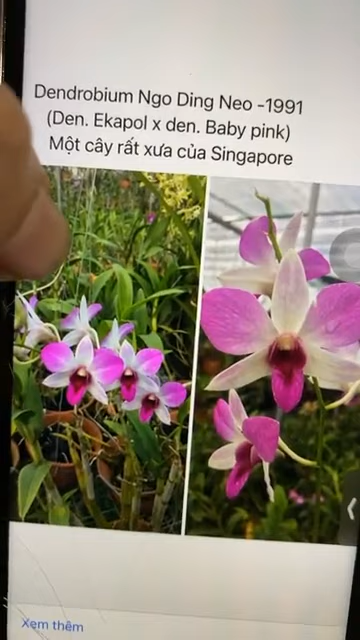 Dendrobium Ngo Ding Neo -1991
(Den. Ekapol x den. Baby pink)
Một cây rất xưa của Singapore
Xem thêm